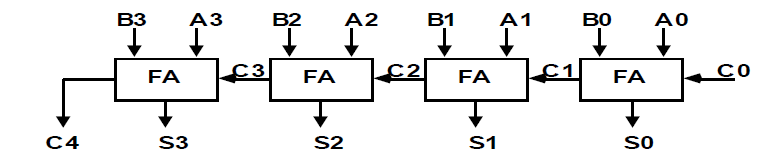 B3 A3 B2 A2 B1 A1 B0 A0
FA C3 FA C2 FA C1 FA C0
C4 S3 S2 S1 S0